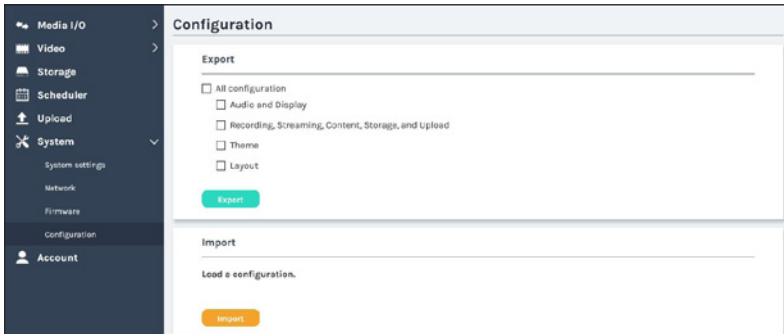 Media I/O
Video
Storage
Scheduler
Upload
System
System settings
Network
Firmware
Configuration
Account
Configuration
Export
All configuration
Audio and Display
Recording, Streaming, Content, Storage, and Upload
Theme
Layout
Export
Import
Load a configuration.
Import